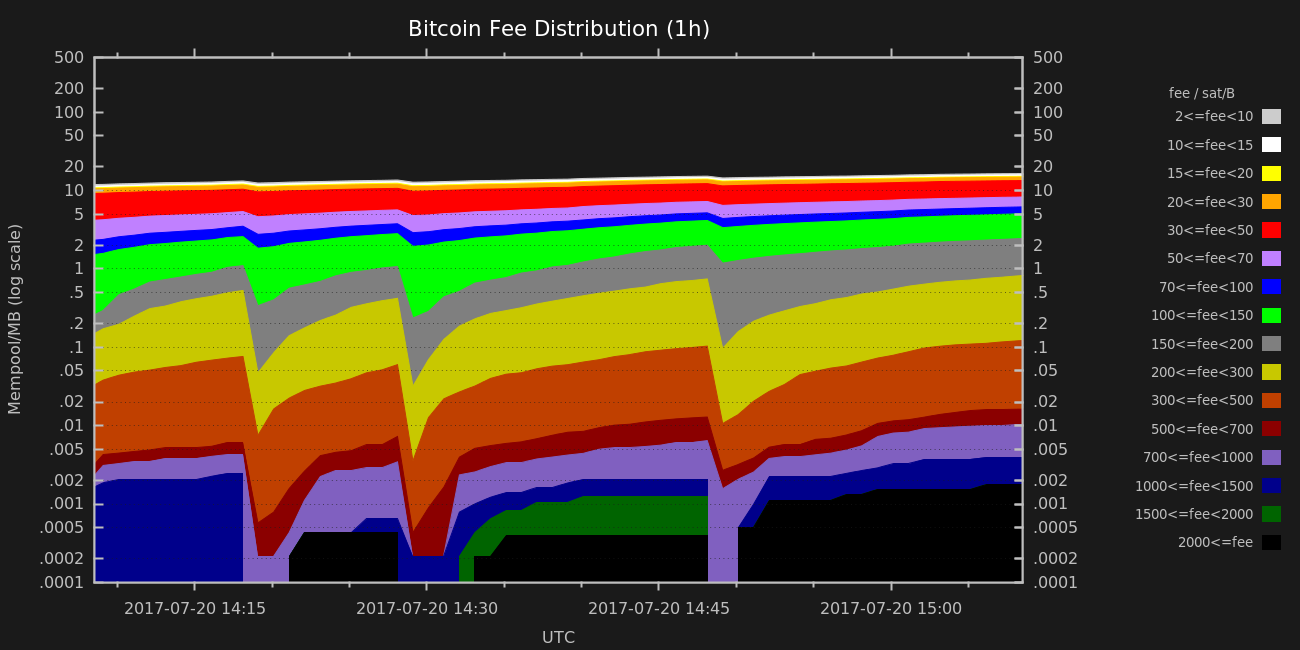 Bitcoin Fee Distribution (1h)
Mempool/MB (log scale)
500
200
100
50
20
10
5
2
1
.5
.2
.1
.05
.02
.01
.005
.002
.001
.0005
.0002
.0001
500
200
100
50
20
10
5
2
1
.5
.2
.1
.05
.02
.01
.005
.002
.001
.0005
.0002
.0001
2017-07-20 14:15
2017-07-20 14:30
2017-07-20 14:45
2017-07-20 15:00
UTC
fee / sat/B
2<=fee<10
10<=fee<15
15<=fee<20
20<=fee<30
30<=fee<50
50<=fee<70
70<=fee<100
100<=fee<150
150<=fee<200
200<=fee<300
300<=fee<500
500<=fee<700
700<=fee<1000
1000<=fee<1500
1500<=fee<2000
2000<=fee